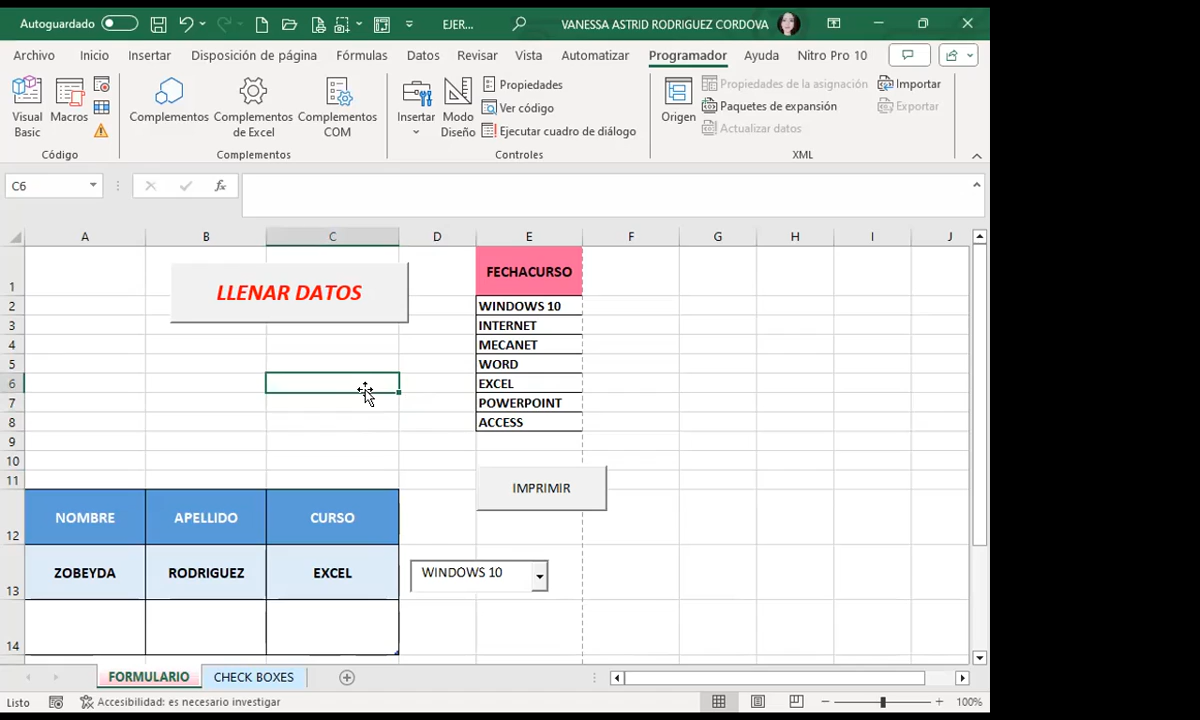 Autoguardado EJER... VANESSA ASTRID RODRIGUEZ CORDOVA
Archivo Inicio Insertar Disposición de página Fórmulas Datos Revisar Vista Automatizar Programador Ayuda Nitro Pro 10
Visual Basic
Macros
Código
Complementos
Complementos de Excel
Complementos COM
Complementos
Insertar
Modo Diseño
Propiedades
Ver código
Ejecutar cuadro de diálogo
Controles
Origen
Propiedades de la asignación
Paquetes de expansión
Actualizar datos
Importar
Exportar
XML
C6 fx
A B C D E F G H I J
1 LLENAR DATOS FECHACURSO
2 WINDOWS 10
3 INTERNET
4 MECANET
5 WORD
6 EXCEL
7 POWERPOINT
8 ACCESS
9
10
11 IMPRIMIR
12 NOMBRE APELLIDO CURSO
13 ZOBEYDA RODRIGUEZ EXCEL WINDOWS 10
14
FORMULARIO CHECK BOXES
Listo Accesibilidad: es necesario investigar 100%